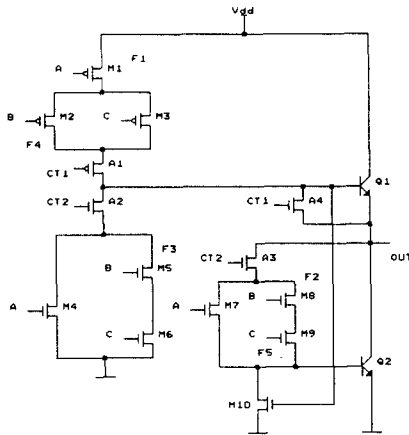 Vdd
F1
A M1
B M2 C M3
F4
A1
CT1
Q1
CT2 A2 CT1 A4
F3
OUT
B M5
CT2 A3
F2
A M4
A M7 B M8
C M6
C M9
F5
Q2
M10